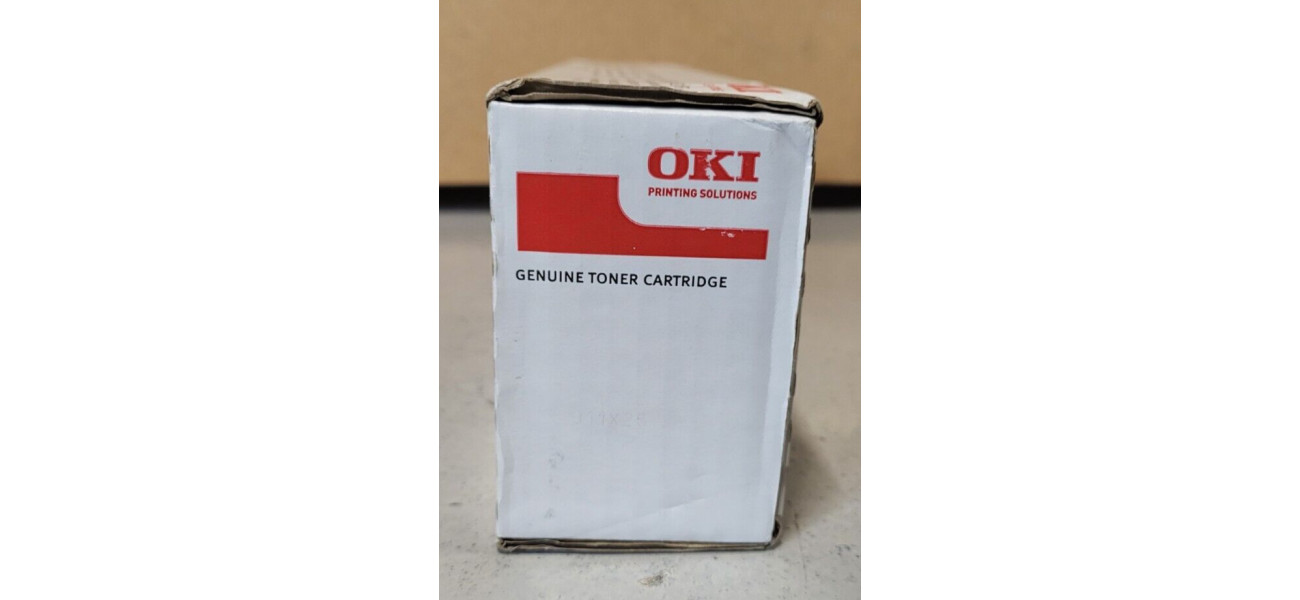 OKI
PRINTING SOLUTIONS
GENUINE TONER CARTRIDGE